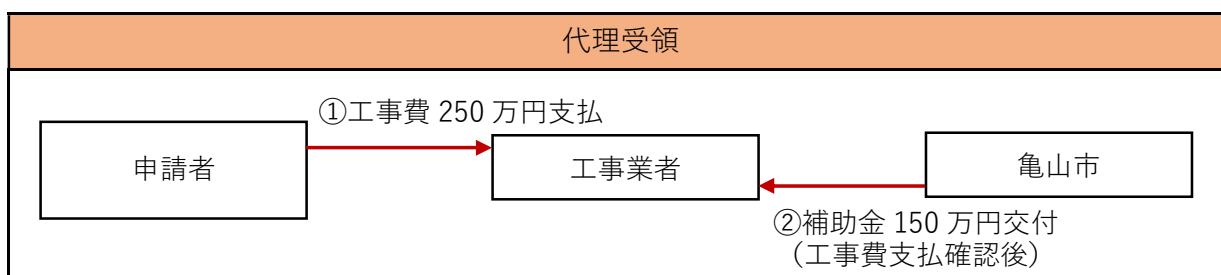 代理受領
①工事費 250 万円支払
申請者
工事業者
亀山市
②補助金 150 万円交付
（工事費支払確認後）